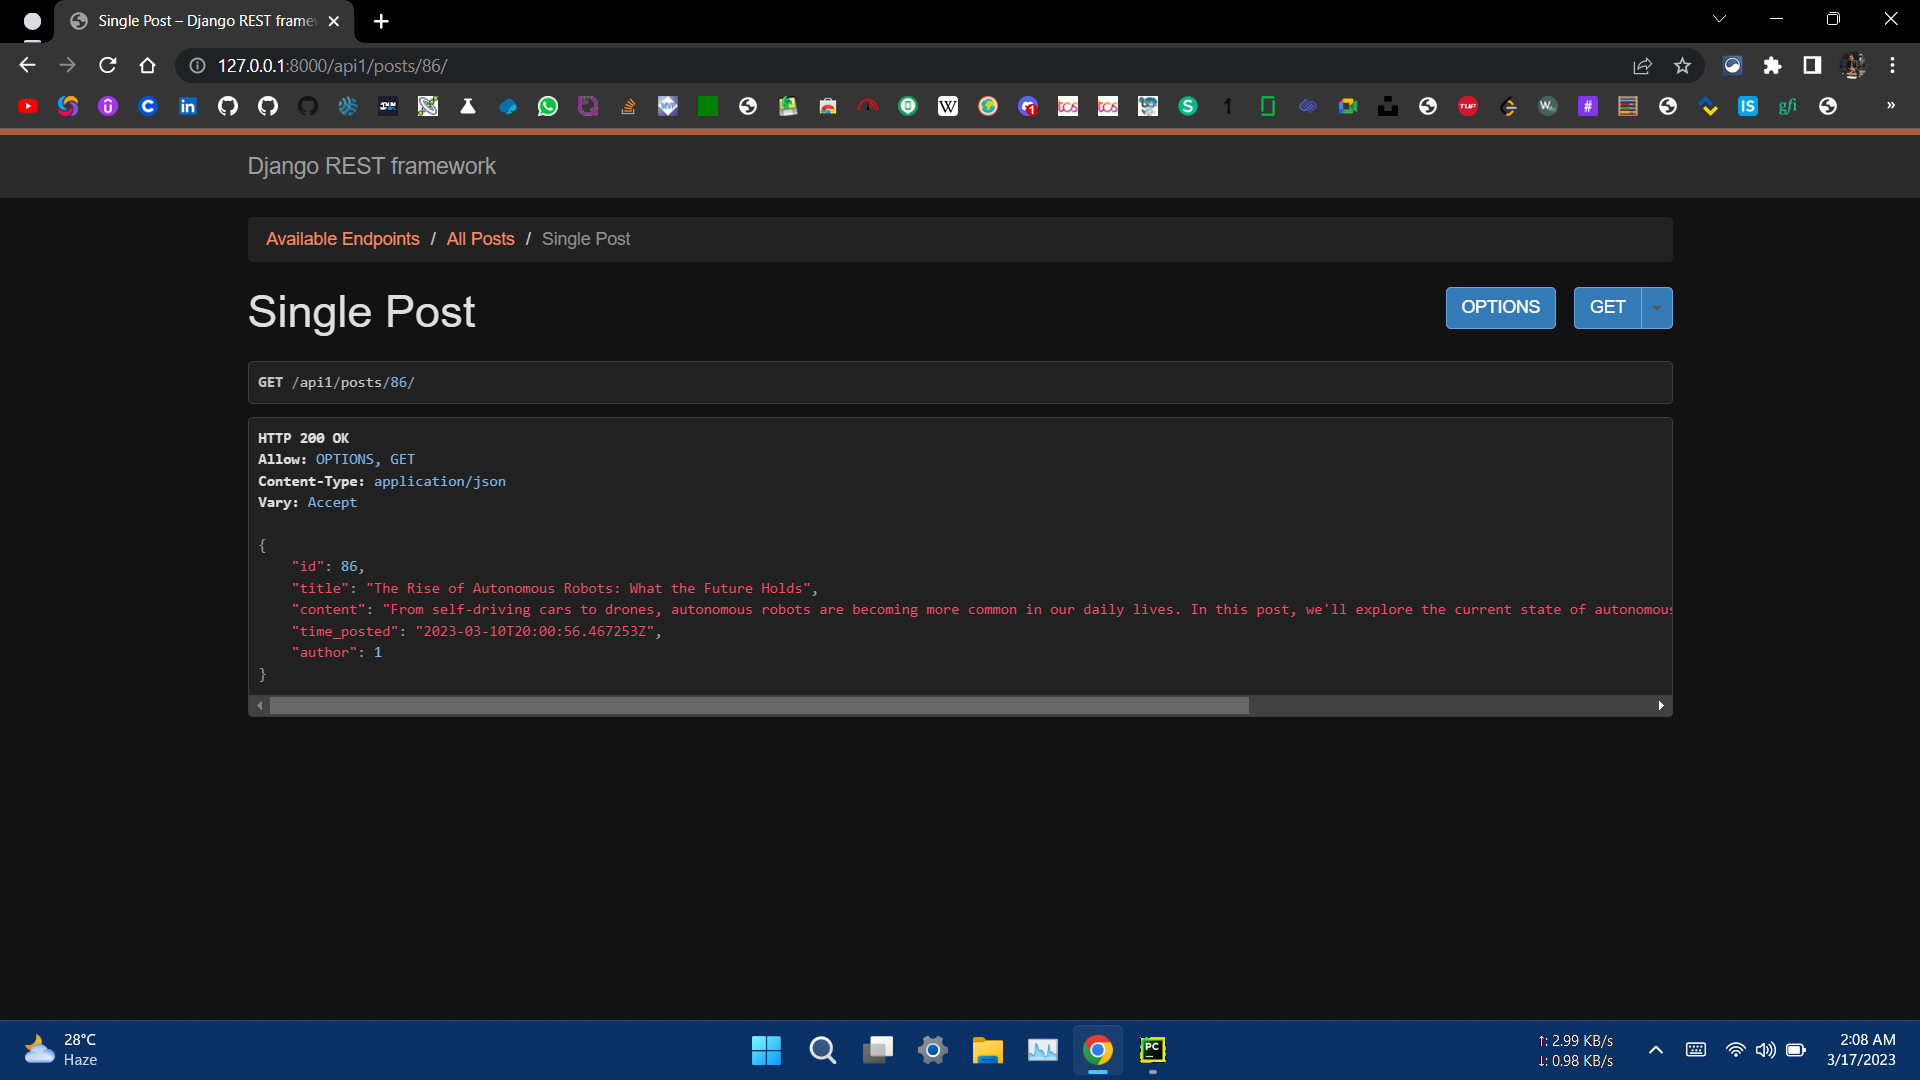 Single Post – Django REST frame
127.0.0.1:8000/api1/posts/86/
Django REST framework
Available Endpoints / All Posts / Single Post
Single Post
OPTIONS
GET
GET /api1/posts/86/
HTTP 200 OK
Allow: OPTIONS, GET
Content-Type: application/json
Vary: Accept
{
"id": 86,
"title": "The Rise of Autonomous Robots: What the Future Holds",
"content": "From self-driving cars to drones, autonomous robots are becoming more common in our daily lives. In this post, we'll explore the current state of autonomous
"time_posted": "2023-03-10T20:00:56.467253Z",
"author": 1
}
28°C
Haze
↑: 2.99 KB/s
↓: 0.98 KB/s
2:08 AM
3/17/2023